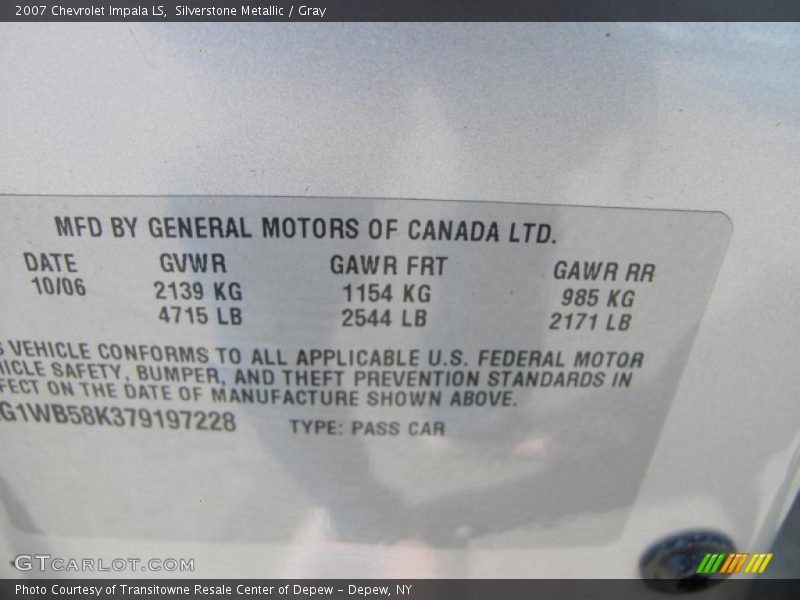 2007 Chevrolet Impala LS, Silverstone Metallic / Gray
MFD BY GENERAL MOTORS OF CANADA LTD.
DATE GVWR GAWR FRT GAWR RR
10/06 2139 KG 1154 KG 985 KG
4715 LB 2544 LB 2171 LB
S VEHICLE CONFORMS TO ALL APPLICABLE U.S. FEDERAL MOTOR
HICLE SAFETY, BUMPER, AND THEFT PREVENTION STANDARDS IN
FECT ON THE DATE OF MANUFACTURE SHOWN ABOVE.
G1WB58K379197228 TYPE: PASS CAR
GTCARLOT.COM
Photo Courtesy of Transitowne Resale Center of Depew – Depew, NY